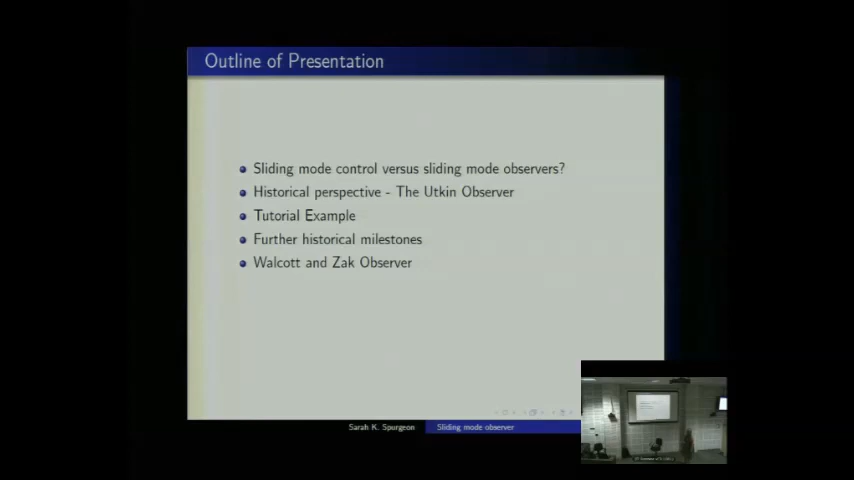 Outline of Presentation
Sliding mode control versus sliding mode observers?
Historical perspective - The Utkin Observer
Tutorial Example
Further historical milestones
Walcott and Zak Observer
Sarah K. Spurgeon
Sliding mode observer